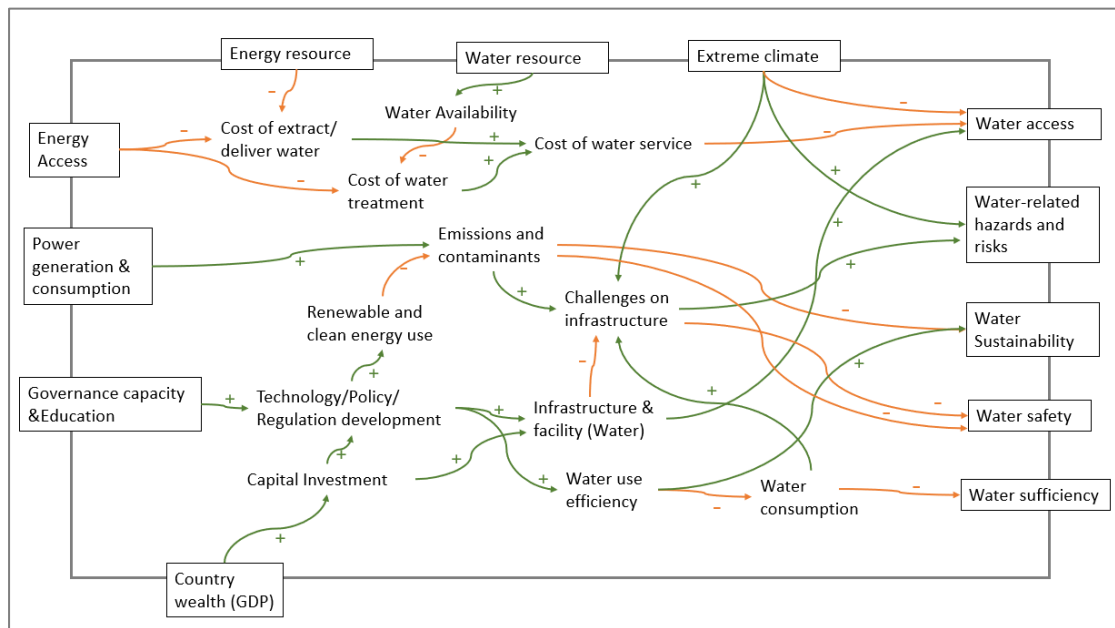 Energy resource
Water resource
Extreme climate
−
+
Water Availability
−
Energy
Access
−
Cost of extract/
deliver water
+
−
Cost of water service
−
Water access
−
Cost of water
treatment
+
+
+
Water-related
hazards and
risks
Power
generation &
consumption
+
Emissions and
contaminants
+
−
+
Challenges on
infrastructure
−
Water
Sustainability
Renewable and
clean energy use
+
−
+
+
Governance capacity
&Education
+
Technology/Policy/
Regulation development
+
Infrastructure &
facility (Water)
+
−
−
Water safety
+
+
Capital Investment
+
Water use
efficiency
−
Water
consumption
−
Water sufficiency
+
Country
wealth (GDP)